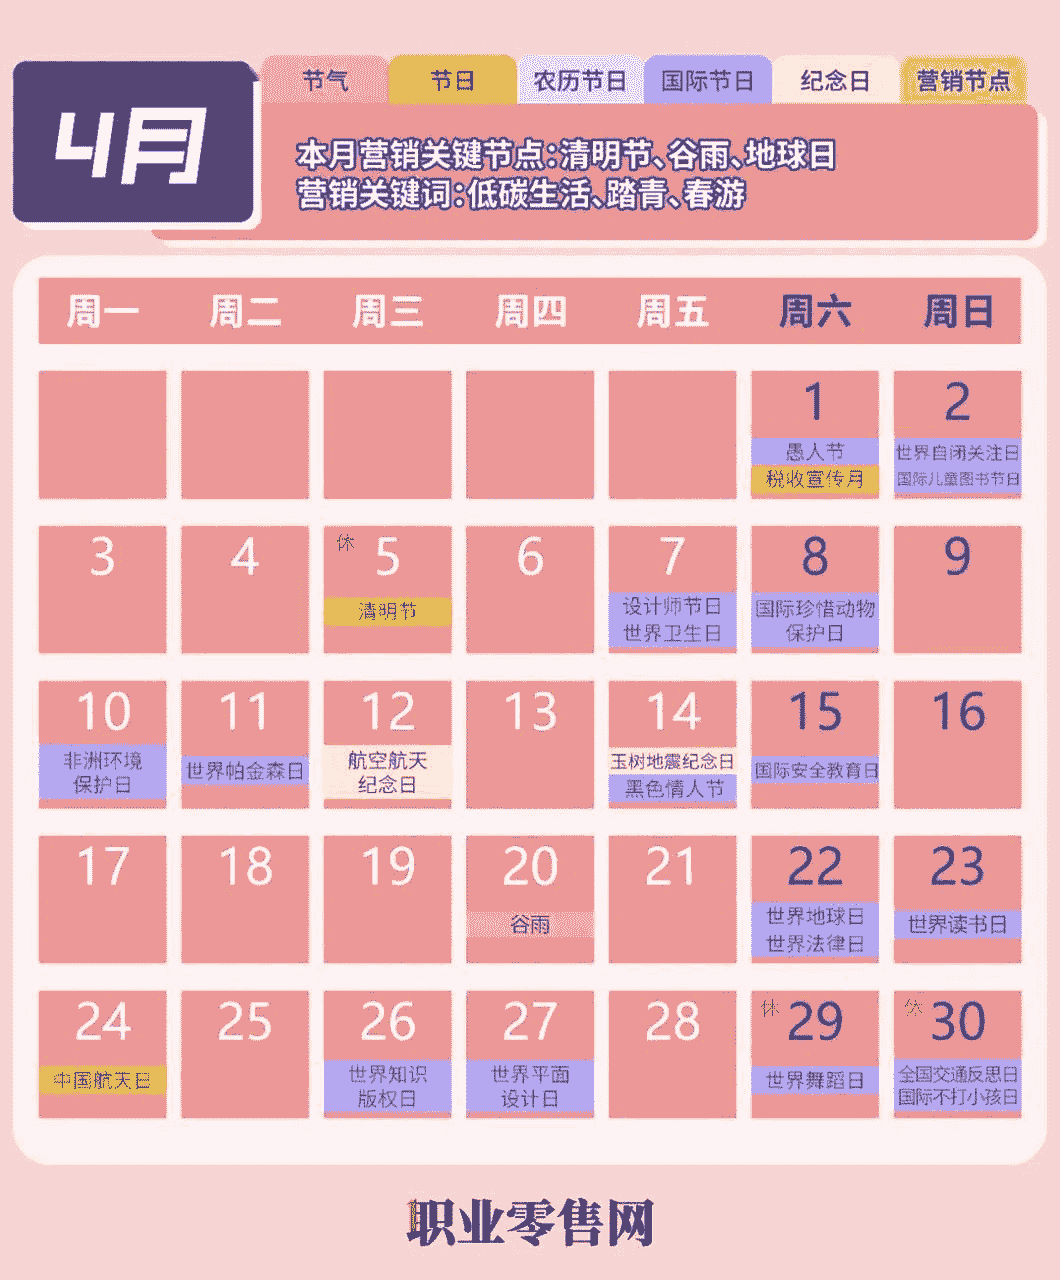 节气 节日 农历节日 国际节日 纪念日 营销节点
4月
本月营销关键节点:清明节、谷雨、地球日
营销关键词:低碳生活、踏青、春游
周一 周二 周三 周四 周五 周六 周日
1
愚人节
税收宣传月
2
世界自闭关注日
国际儿童图书节日
3
4
休 5
清明节
6
7
设计师节日
世界卫生日
8
国际珍惜动物
保护日
9
10
非洲环境
保护日
11
世界帕金森日
12
航空航天
纪念日
13
14
玉树地震纪念日
黑色情人节
15
国际安全教育日
16
17
18
19
20
谷雨
21
22
世界地球日
世界法律日
23
世界读书日
24
中国航天日
25
26
世界知识
版权日
27
世界平面
设计日
28
休 29
世界舞蹈日
休 30
全国交通反思日
国际不打小孩日
职业零售网